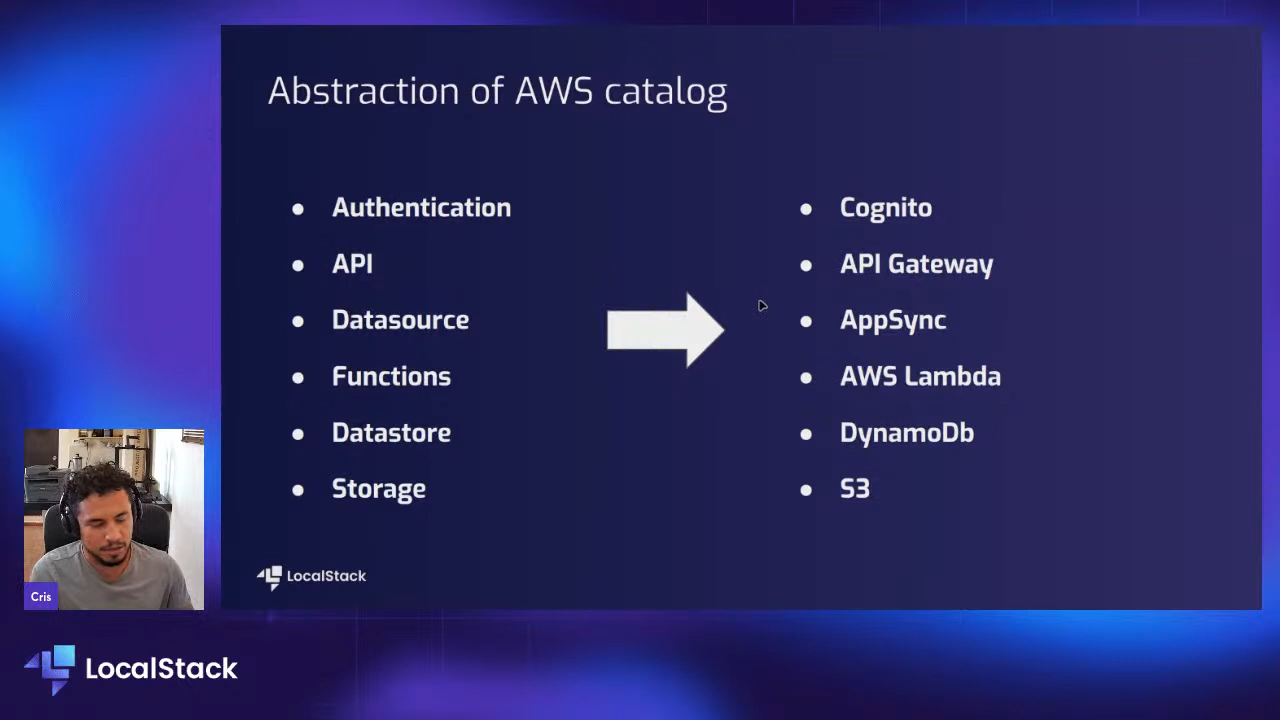 Abstraction of AWS catalog
Authentication
API
Datasource
Functions
Datastore
Storage
Cognito
API Gateway
AppSync
AWS Lambda
DynamoDb
S3
LocalStack
Cris
LocalStack